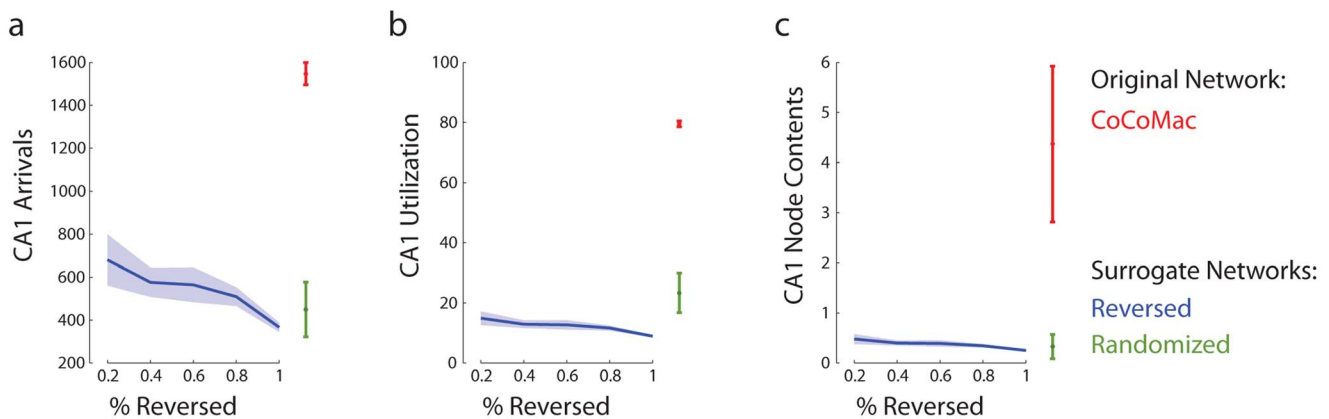 a
CA1 Arrivals
1600
1400
1200
1000
800
600
400
200
0.2 0.4 0.6 0.8 1
% Reversed
b
CA1 Utilization
100
80
60
40
20
0
0.2 0.4 0.6 0.8 1
% Reversed
c
CA1 Node Contents
6
5
4
3
2
1
0
0.2 0.4 0.6 0.8 1
% Reversed
Original Network:
CoCoMac
Surrogate Networks:
Reversed
Randomized